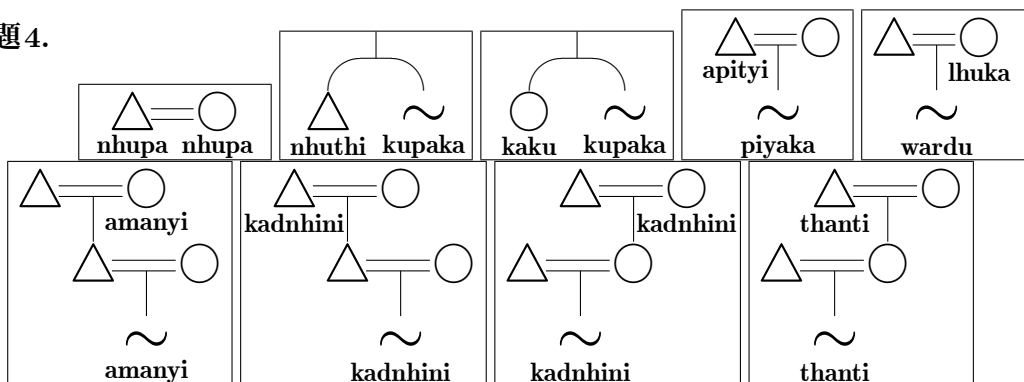 題4.
apityi
lhuka
nhupa nhupa nhuthi kupaka kaku kupaka piyaka wardu
amanyi kadnhini kadnhini thanti
amanyi kadnhini kadnhini thanti